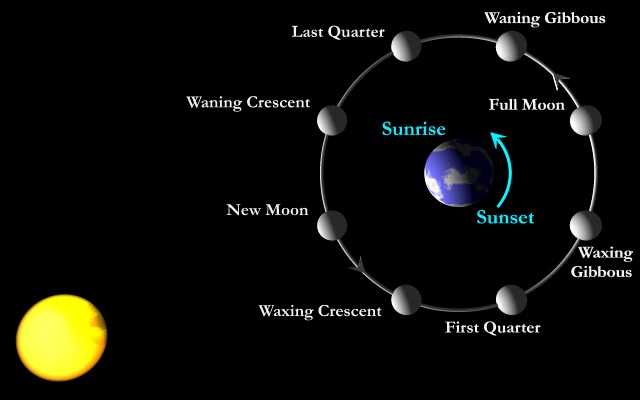 Waning Gibbous
Last Quarter
Waning Crescent
Full Moon
Sunrise
New Moon
Sunset
Waxing
Gibbous
Waxing Crescent
First Quarter